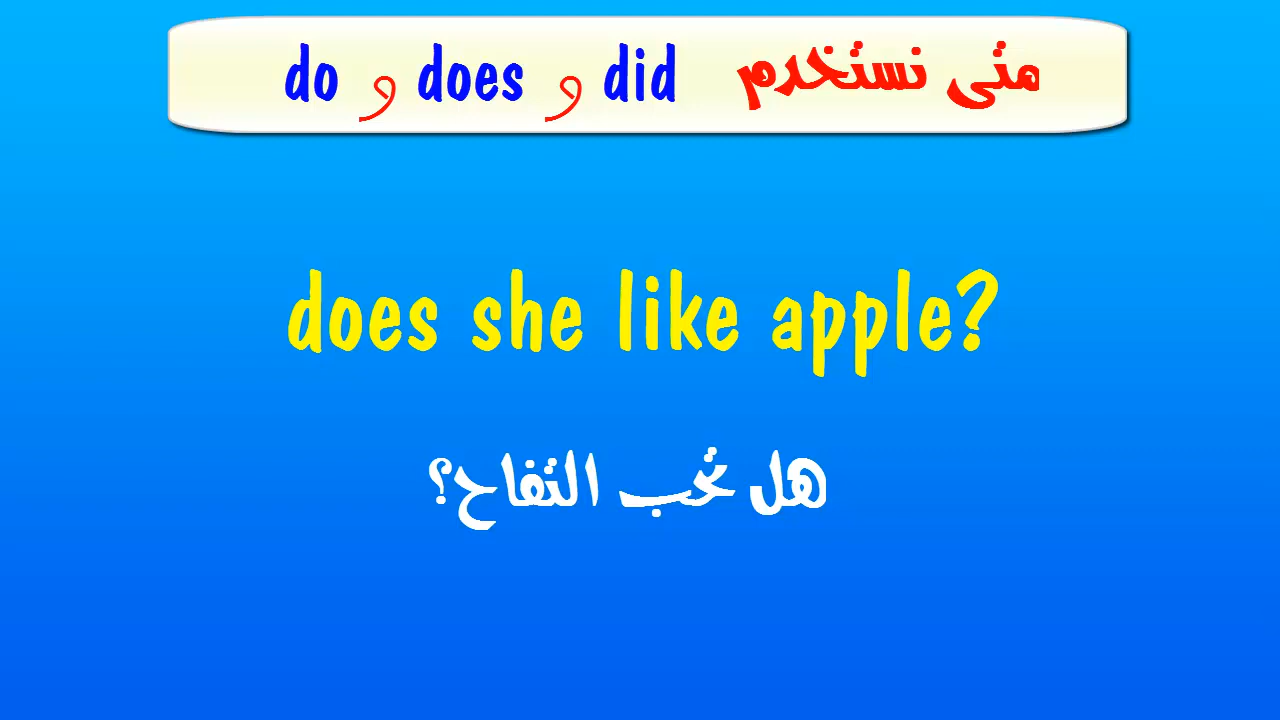 متى نستخدم did و does و do
does she like apple?
هل تحب التفاح؟